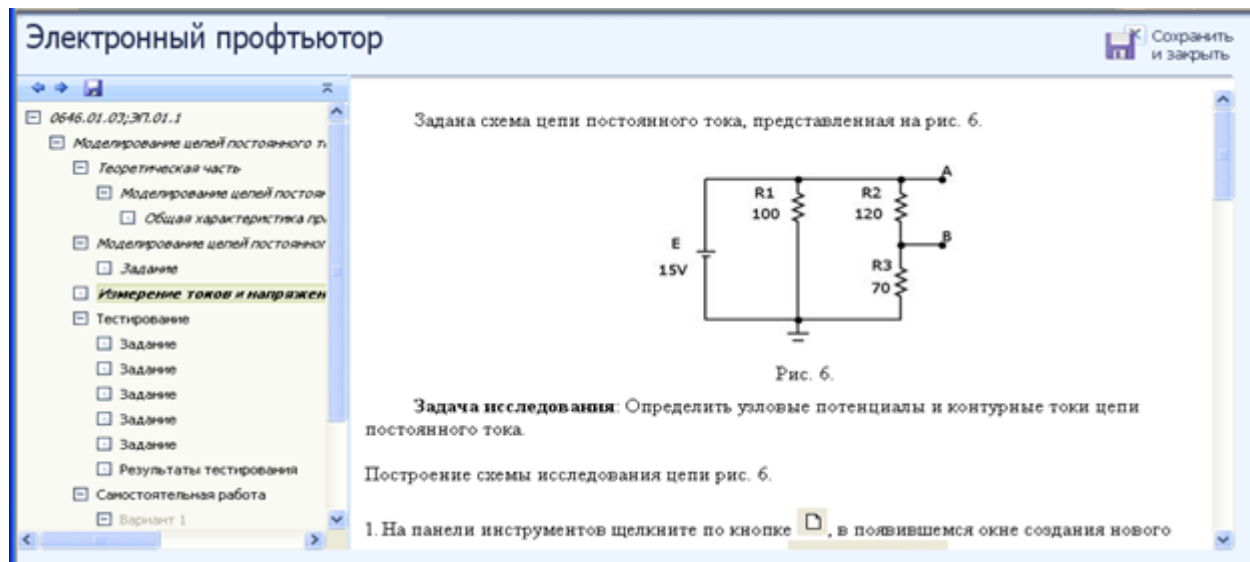 Электронный профтьютор
Сохранить
и закрыть
0646.01.03;ЭП.01.1
Моделирование цепей постоянного т
Теоретическая часть
Моделирование цепей постоян
Общая характеристика пр
Моделирование цепей постоянног
Задание
Измерение токов и напряжен
Тестирование
Задание
Задание
Задание
Задание
Задание
Результаты тестирования
Самостоятельная работа
Вариант 1
Задана схема цепи постоянного тока, представленная на рис. 6.
A
R1
100
R2
120
B
E
15V
R3
70
Рис. 6.
Задача исследования: Определить узловые потенциалы и контурные токи цепи
постоянного тока.
Построение схемы исследования цепи рис. 6.
1. На панели инструментов щелкните по кнопке , в появившемся окне создания нового